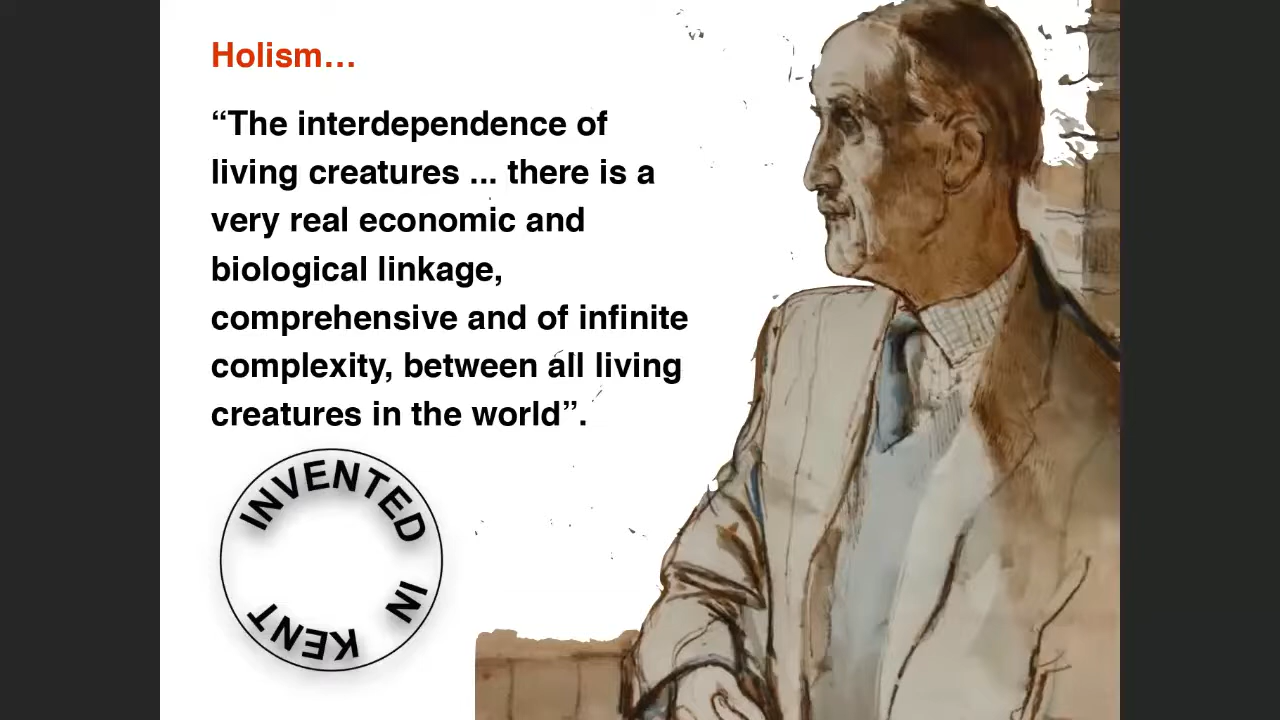 Holism…
“The interdependence of
living creatures ... there is a
very real economic and
biological linkage,
comprehensive and of infinite
complexity, between all living
creatures in the world”.
INVENTED IN KENT